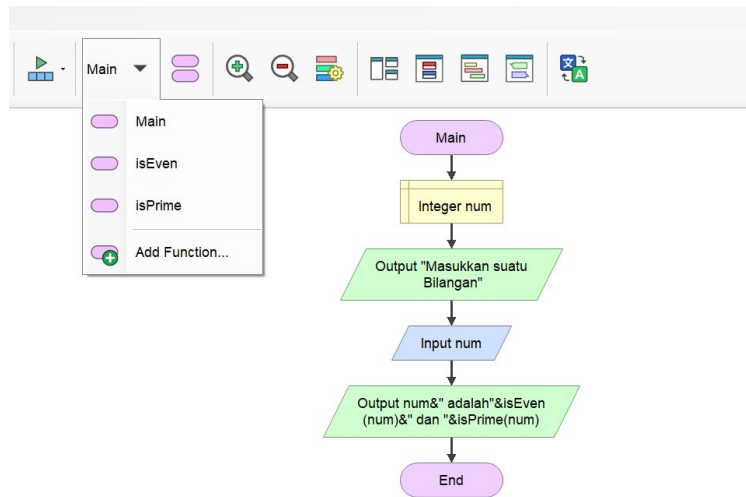 Main
Main
isEven
isPrime
Add Function...
Main
Integer num
Output "Masukkan suatu
Bilangan"
Input num
Output num&" adalah"&isEven
(num)&" dan "&isPrime(num)
End